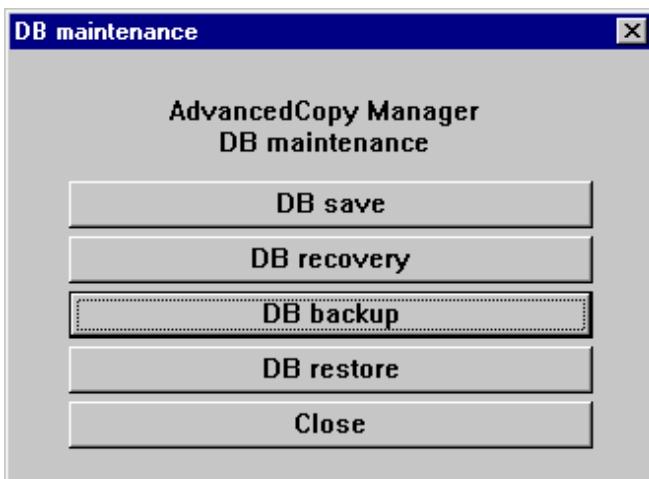 DB maintenance
AdvancedCopy Manager
DB maintenance
DB save
DB recovery
DB backup
DB restore
Close